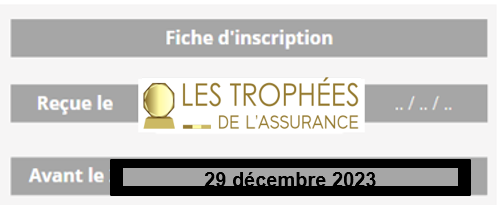 Fiche d'inscription
Reçue le
LES TROPHÉES
DE L'ASSURANCE
.. / .. / ..
Avant le
29 décembre 2023